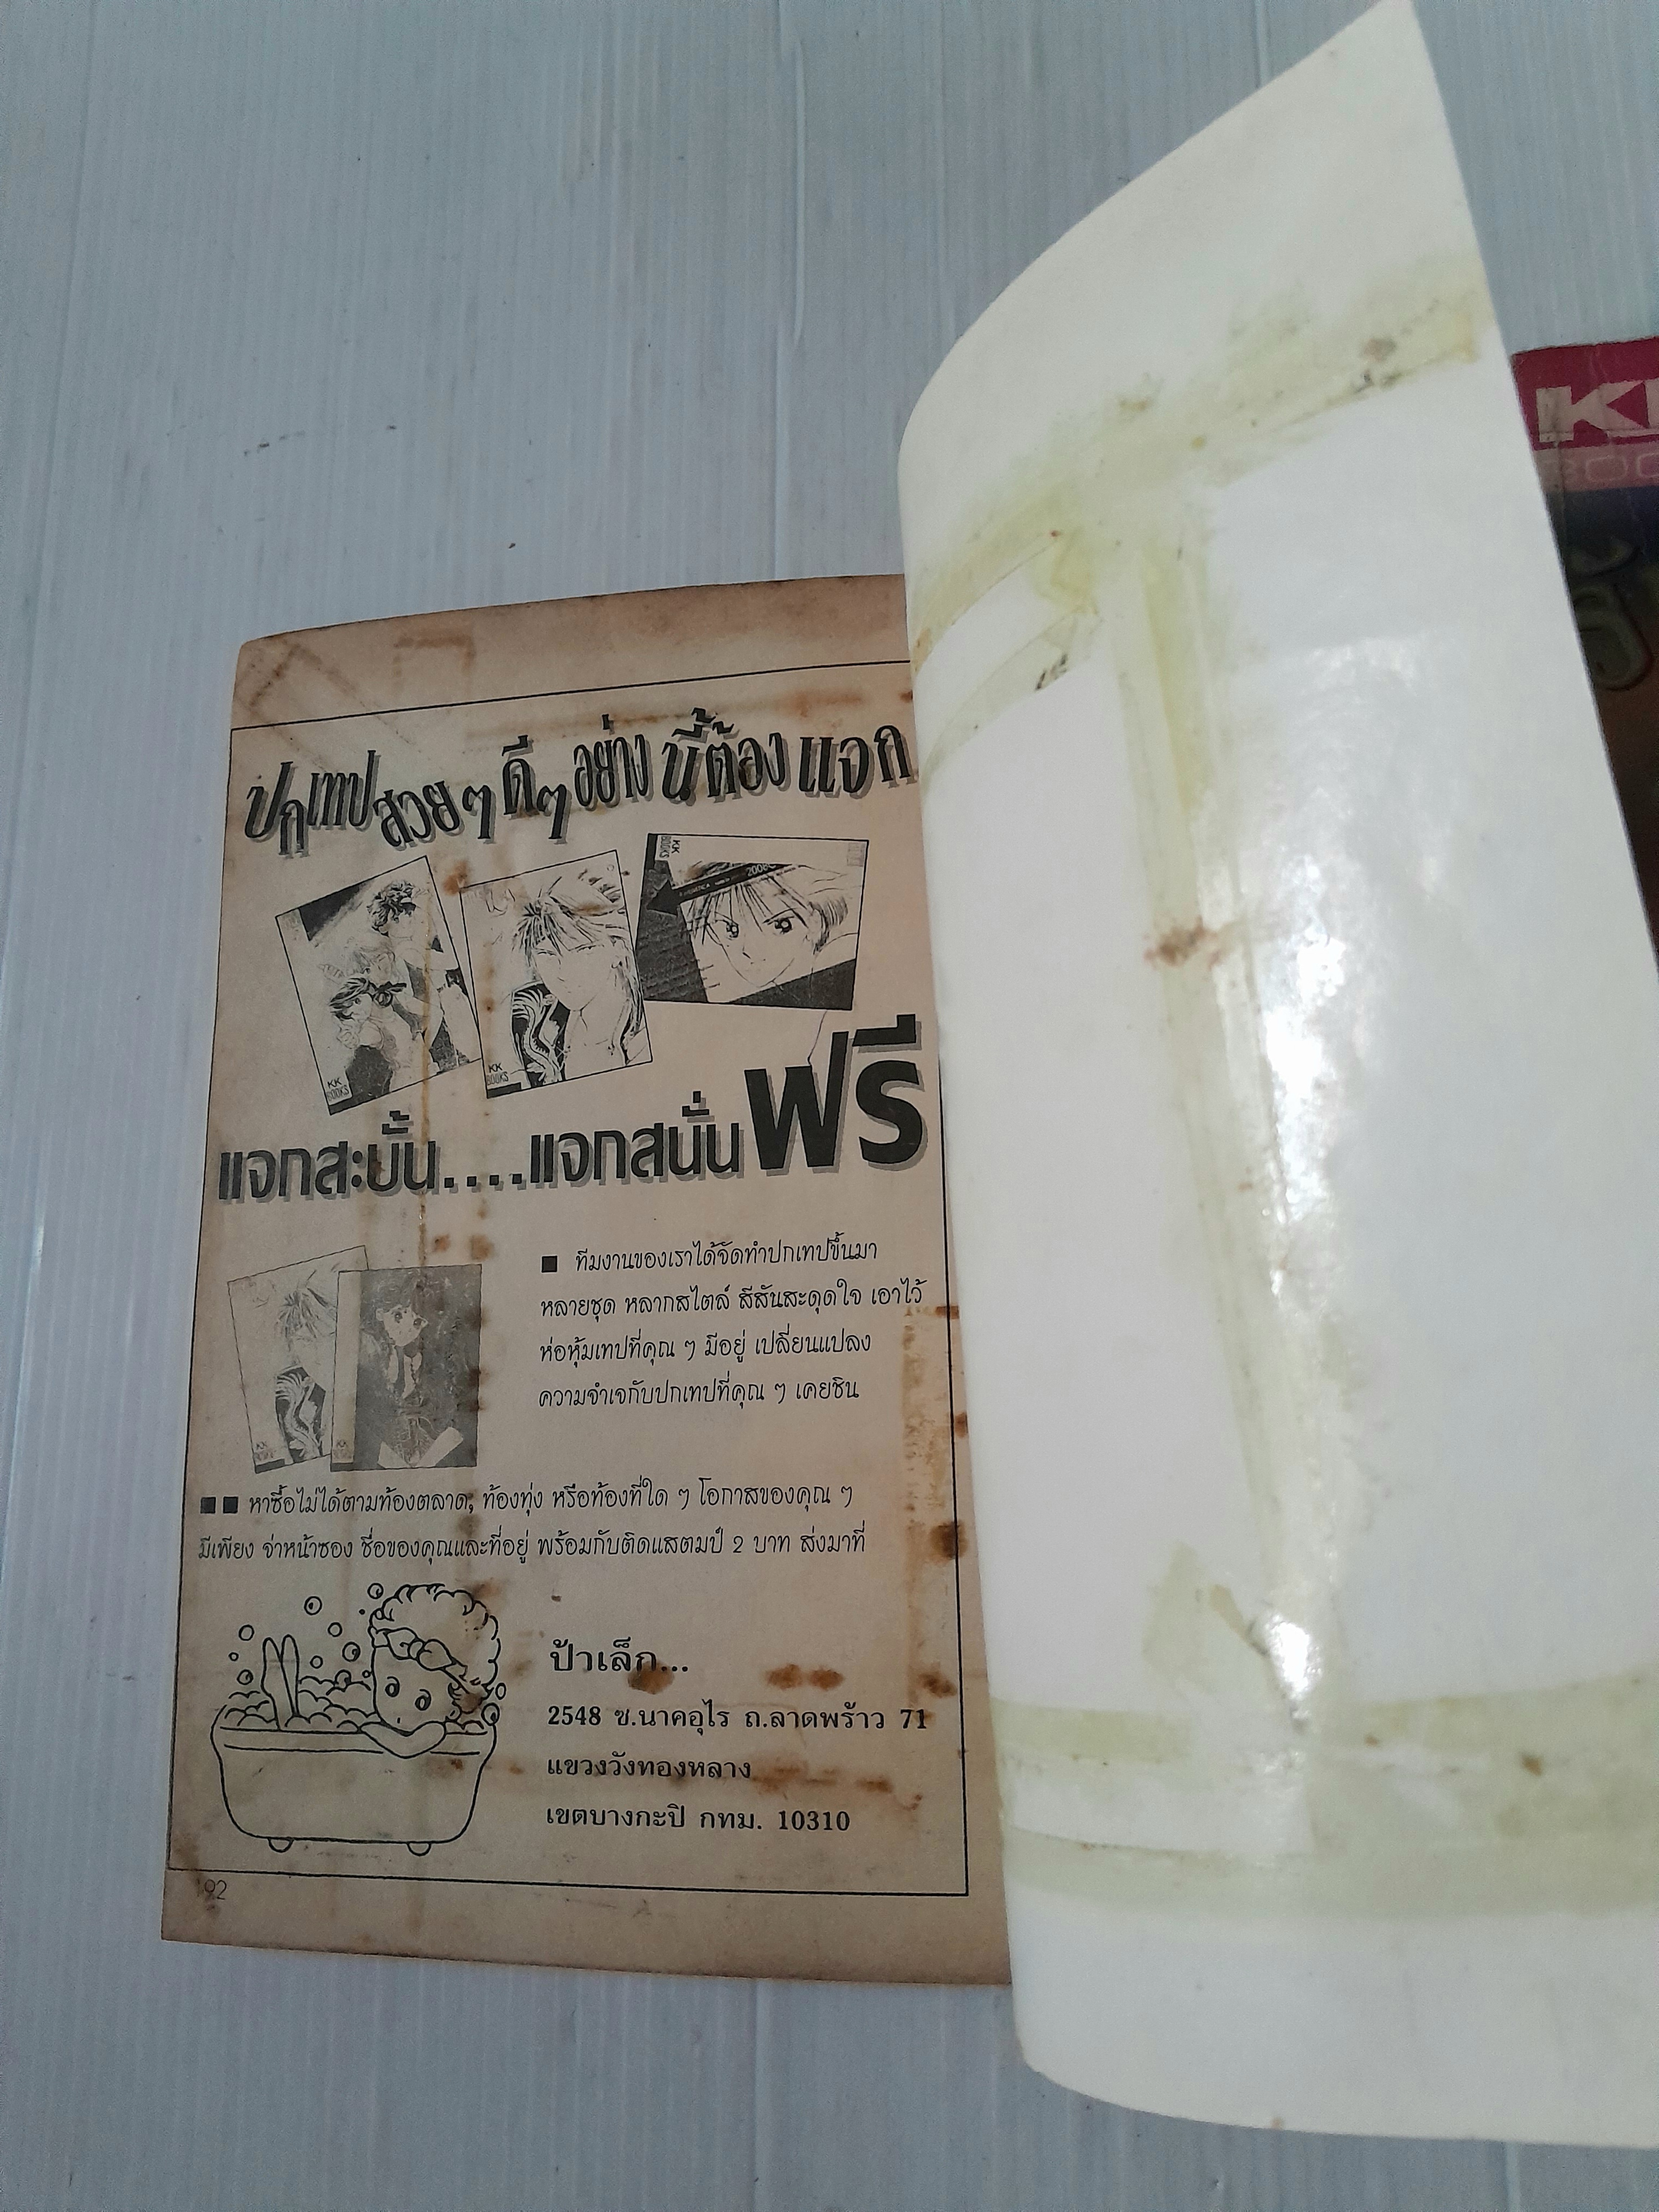 ปกเทปสวยๆ ดีๆ อย่างนี้ต้องแจก
KK
BOOKS
2000
KK
BOOKS
KK
BOOKS
แจกสะบั้น....แจกสนั่น ฟรี
■ ทีมงานของเราได้จัดทำปกเทปขึ้นมา
หลายชุด หลากสไตล์ สีสันสะดุดใจ เอาไว้
ห่อหุ้มเทปที่คุณ ๆ มีอยู่ เปลี่ยนแปลง
ความจำเจกับปกเทปที่คุณ ๆ เคยชิน
■ ■ หาซื้อไม่ได้ตามท้องตลาด, ท้องทุ่ง หรือท้องที่ใด ๆ โอกาสของคุณ ๆ
มีเพียง จ่าหน้าซอง ชื่อของคุณและที่อยู่ พร้อมกับติดแสตมป์ 2 บาท ส่งมาที่
ป้าเล็ก...
2548 ซ.นาคอุไร ถ.ลาดพร้าว 71
แขวงวังทองหลาง
เขตบางกะปิ กทม. 10310
192